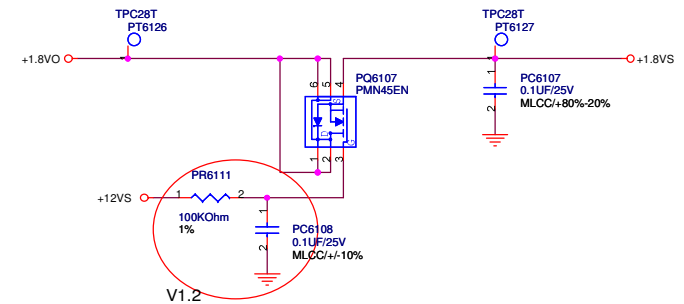 TPC28T
PT6126
TPC28T
PT6127
+1.8VO
1
1
+1.8VS
6
5
4
PQ6107
PMN45EN
S
D
G
1
2
3
1
2
PC6107
0.1UF/25V
MLCC/+80%-20%
PR6111
+12VS
1
2
100KOhm
1%
1
2
PC6108
0.1UF/25V
MLCC/+/-10%
V1.2